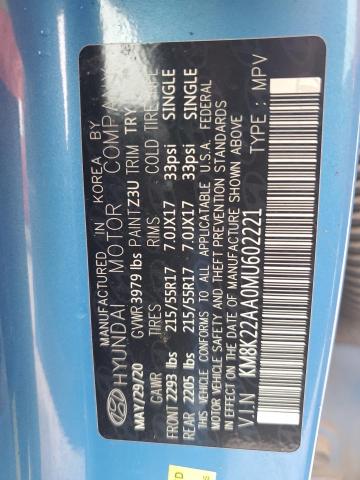 MANUFACTURED IN KOREA BY
HYUNDAI MOTOR COMPANY
MAY/29/20 GVWR 3979 lbs PAINT Z3U TRIM TRY
GAWR TIRES RIMS COLD TIRE
FRONT 2293 lbs 215/55R17 7.0JX17 33psi SINGLE
REAR 2205 lbs 215/55R17 7.0JX17 33psi SINGLE
THIS VEHICLE CONFORMS TO ALL APPLICABLE U.S.A. FEDERAL
MOTOR VEHICLE SAFETY AND THEFT PREVENTION STANDARDS
IN EFFECT ON THE DATE OF MANUFACTURE SHOWN ABOVE.
V.I.N KM8K22AA0MU602221 TYPE : MPV